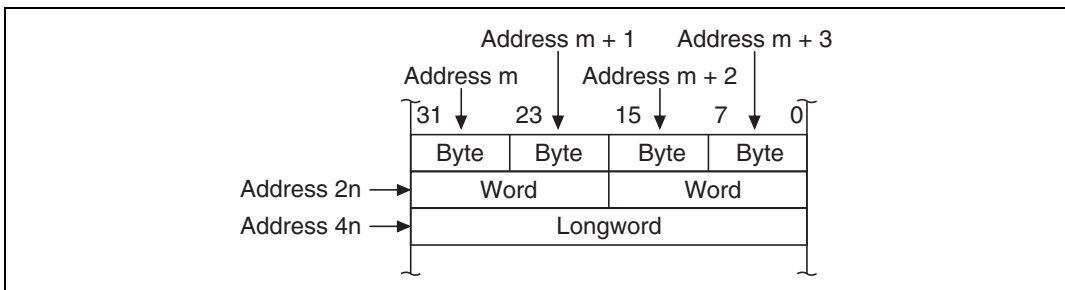 Address m + 1 Address m + 3
Address m Address m + 2
31 23 15 7 0
Byte Byte Byte Byte
Address 2n Word Word
Address 4n Longword